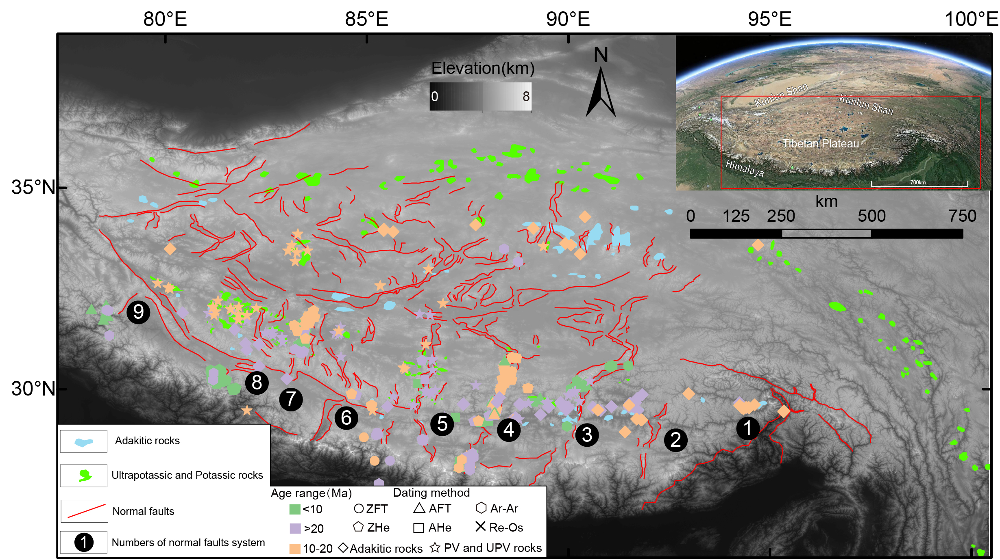 80°E 85°E 90°E 95°E 100°E
N
Elevation(km)
0 8
Kunlun Shan
Kunlun Shan
Tibetan Plateau
Himalaya
700km
35°N
km
0 125 250 500 750
9
30°N
8
7
6
5
4
3
2
1
Adakitic rocks
Ultrapotassic and Potassic rocks
Normal faults
1 Numbers of normal faults system
Age range(Ma) Dating method
<10 ZFT AFT Ar-Ar
>20 ZHe AHe Re-Os
10-20 Adakitic rocks PV and UPV rocks